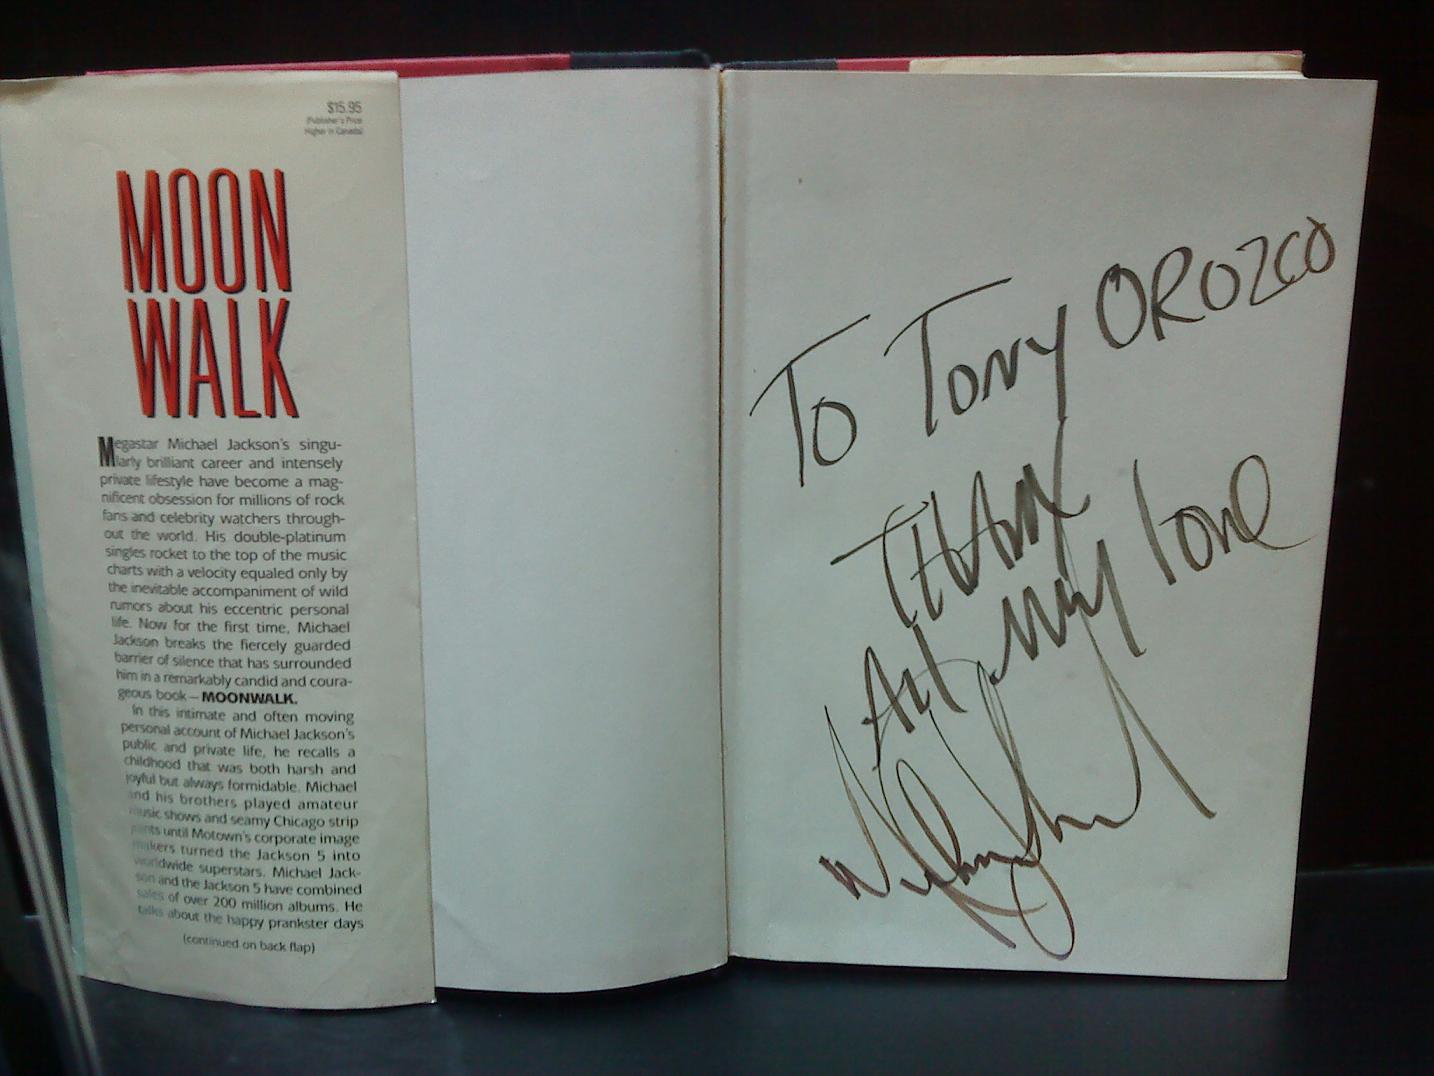 $15.95
(Publisher's Price
Higher in Canada)
MOON
WALK
Megastar Michael Jackson's singu-
larly brilliant career and intensely
private lifestyle have become a mag-
nificent obsession for millions of rock
fans and celebrity watchers through-
out the world. His double-platinum
singles rocket to the top of the music
charts with a velocity equaled only by
the inevitable accompaniment of wild
rumors about his eccentric personal
life. Now for the first time, Michael
Jackson breaks the fiercely guarded
barrier of silence that has surrounded
him in a remarkably candid and coura-
geous book — MOONWALK.
In this intimate and often moving
personal account of Michael Jackson's
public and private life, he recalls a
childhood that was both harsh and
joyful but always formidable. Michael
and his brothers played amateur
music shows and seamy Chicago strip
joints until Motown's corporate image
makers turned the Jackson 5 into
worldwide superstars. Michael Jack-
son and the Jackson 5 have combined
sales of over 200 million albums. He
talks about the happy prankster days
(continued on back flap)
To Tony OROZCO
THANX
All my love